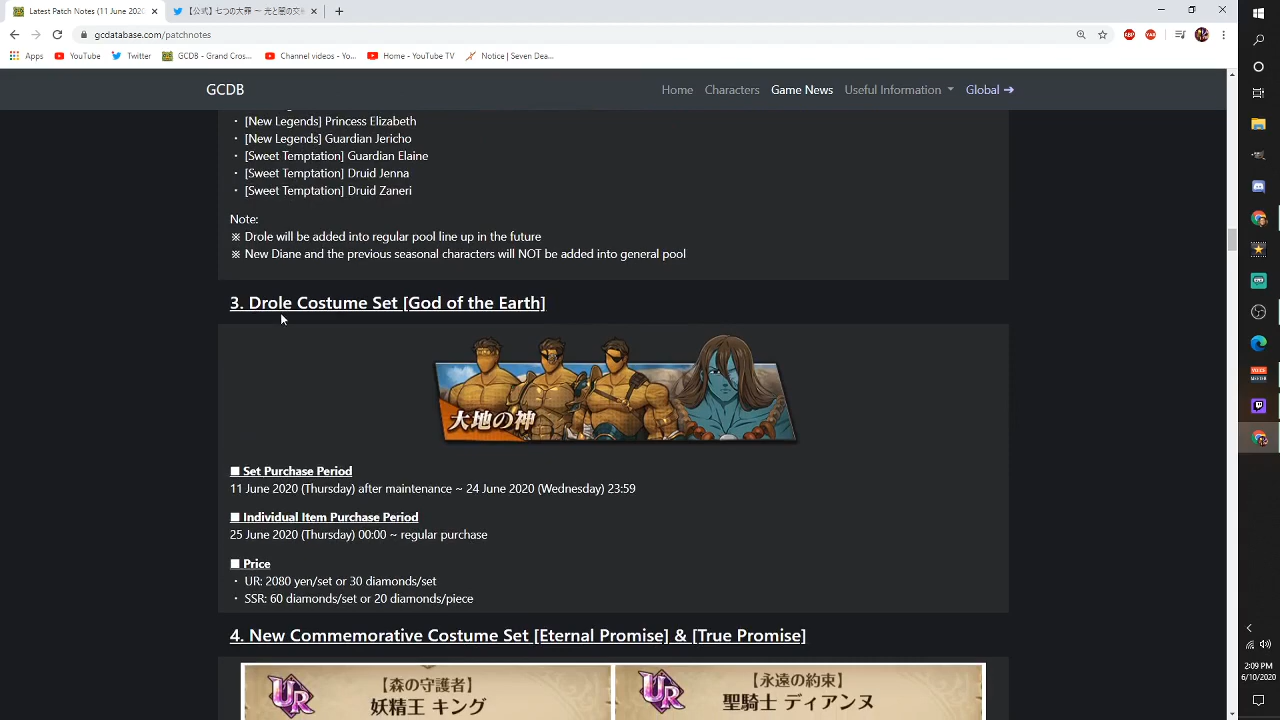 Latest Patch Notes (11 June 2020)
【公式】七つの大罪 ～ 光と闇の交
gcdatabase.com/patchnotes
Apps
YouTube
Twitter
GCDB - Grand Cros...
Channel videos - Yo...
Home - YouTube TV
Notice | Seven Dea...
GCDB
Home
Characters
Game News
Useful Information
Global
・ [New Legends] Princess Elizabeth
・ [New Legends] Guardian Jericho
・ [Sweet Temptation] Guardian Elaine
・ [Sweet Temptation] Druid Jenna
・ [Sweet Temptation] Druid Zaneri
Note:
※ Drole will be added into regular pool line up in the future
※ New Diane and the previous seasonal characters will NOT be added into general pool
3. Drole Costume Set [God of the Earth]
大地の神
■ Set Purchase Period
11 June 2020 (Thursday) after maintenance ~ 24 June 2020 (Wednesday) 23:59
■ Individual Item Purchase Period
25 June 2020 (Thursday) 00:00 ~ regular purchase
■ Price
・ UR: 2080 yen/set or 30 diamonds/set
・ SSR: 60 diamonds/set or 20 diamonds/piece
4. New Commemorative Costume Set [Eternal Promise] & [True Promise]
UR
【森の守護者】
妖精王 キング
UR
【永遠の約束】
聖騎士 ディアンヌ
2:09 PM
6/10/2020